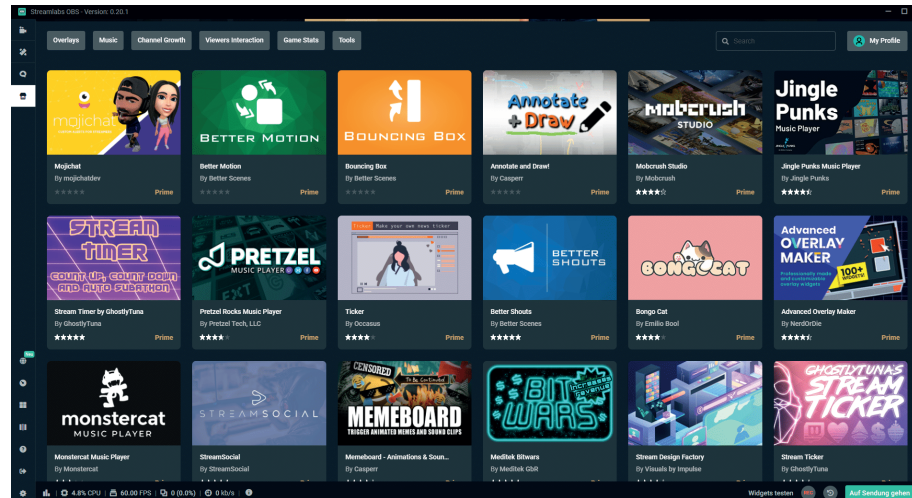 Streamlabs OBS - Version: 0.20.1
Overlays
Music
Channel Growth
Viewers Interaction
Game Stats
Tools
Search
My Profile
mojichat
Mojichat
By mojichatdev
Prime
BETTER MOTION
Better Motion
By Better Scenes
Prime
BOUNCING BOX
Bouncing Box
By Better Scenes
Prime
Annotate
+ Draw
Annotate and Draw!
By Casperr
Prime
mobcrush
STUDIO
Mobcrush Studio
By Mobcrush
Prime
Jingle
Punks
Music Player
Jingle Punks Music Player
By Jingle Punks
Prime
STREAM
TIMER
COUNT UP, COUNT DOWN
AND AUTO SUBATHON
Stream Timer by GhostlyTuna
By GhostlyTuna
Prime
PRETZEL
MUSIC PLAYER
Pretzel Rocks Music Player
By Pretzel Tech, LLC
Prime
Ticker Make your own news ticker
Ticker
By Occasus
Prime
BETTER
SHOUTS
Better Shouts
By Better Scenes
Prime
BONGO CAT
Bongo Cat
By Emilio Bool
Prime
Advanced
OVERLAY
MAKER
Professionally made
and customizable
overlay widgets
100+
WIDGETS!
Advanced Overlay Maker
By NerdOrDie
Prime
monstercat
MUSIC PLAYER
Monstercat Music Player
By Monstercat
STREAMSOCIAL
StreamSocial
By StreamSocial
CENSORED
To Be Continued
MEMEBOARD
TRIGGER ANIMATED MEMES AND SOUND CLIPS
Memeboard - Animations & Soun...
By Casperr
BIT
WARS
Increases
Revenue
Meditek Bitwars
By Meditek GbR
Stream Design Factory
By Visuals by Impulse
GHOSTLYTUNA'S
STREAM
TICKER
Stream Ticker
By GhostlyTuna
4.8% CPU
60.00 FPS
0 (0.0%)
0 kb/s
Widgets testen
REC
Auf Sendung gehen